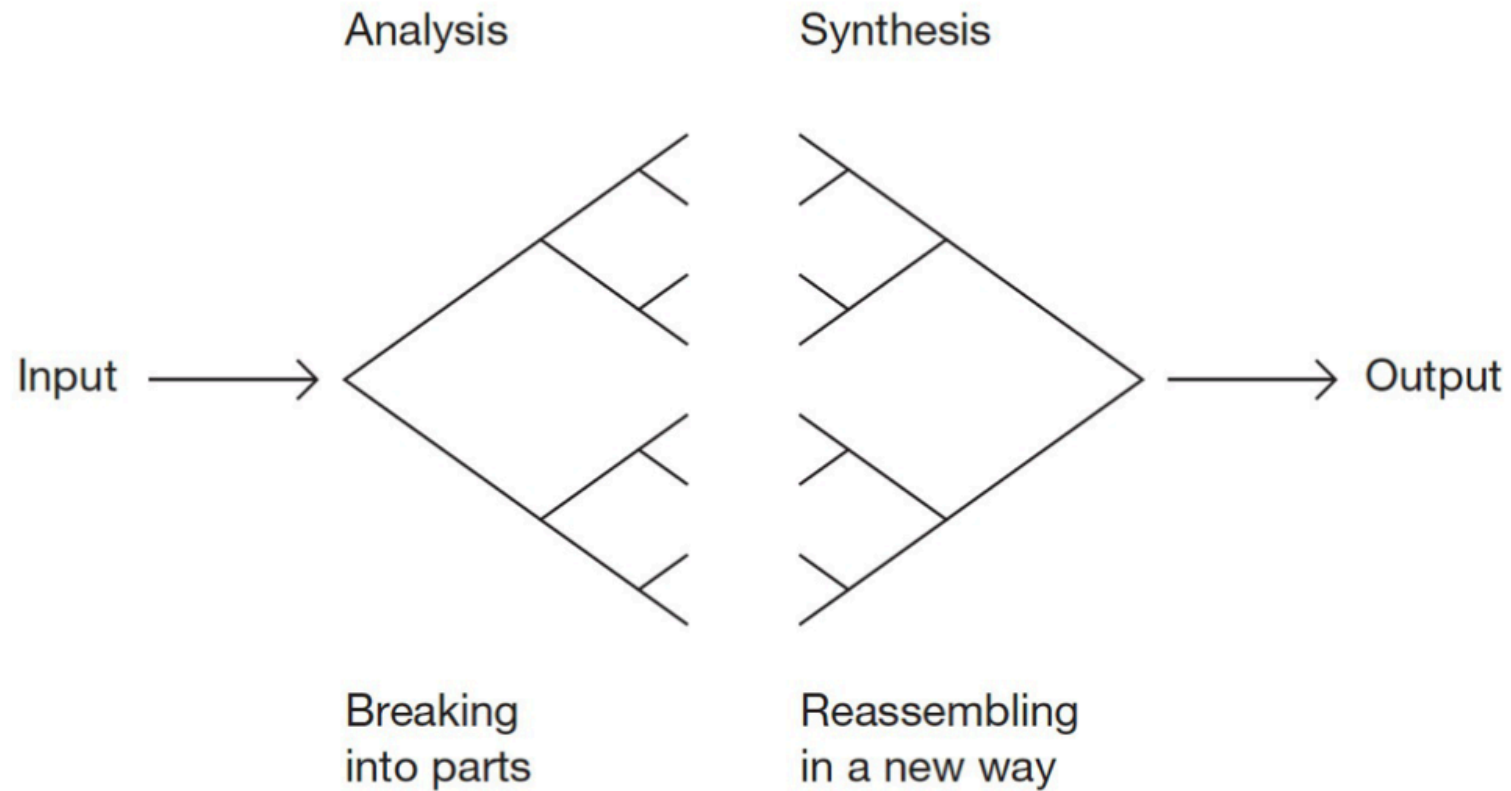 Analysis
Synthesis
Input
Output
Breaking
into parts
Reassembling
in a new way